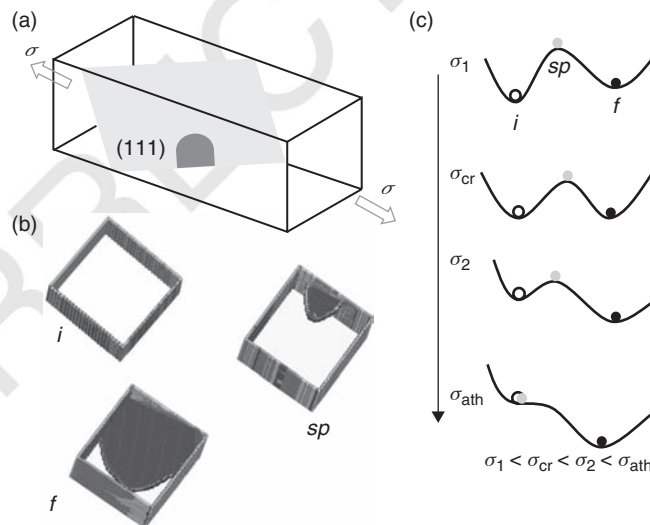 (a)
σ
(111)
σ
(b)
i
sp
f
(c)
σ1
sp
i
f
σcr
σ2
σath
σ1 < σcr < σ2 < σath